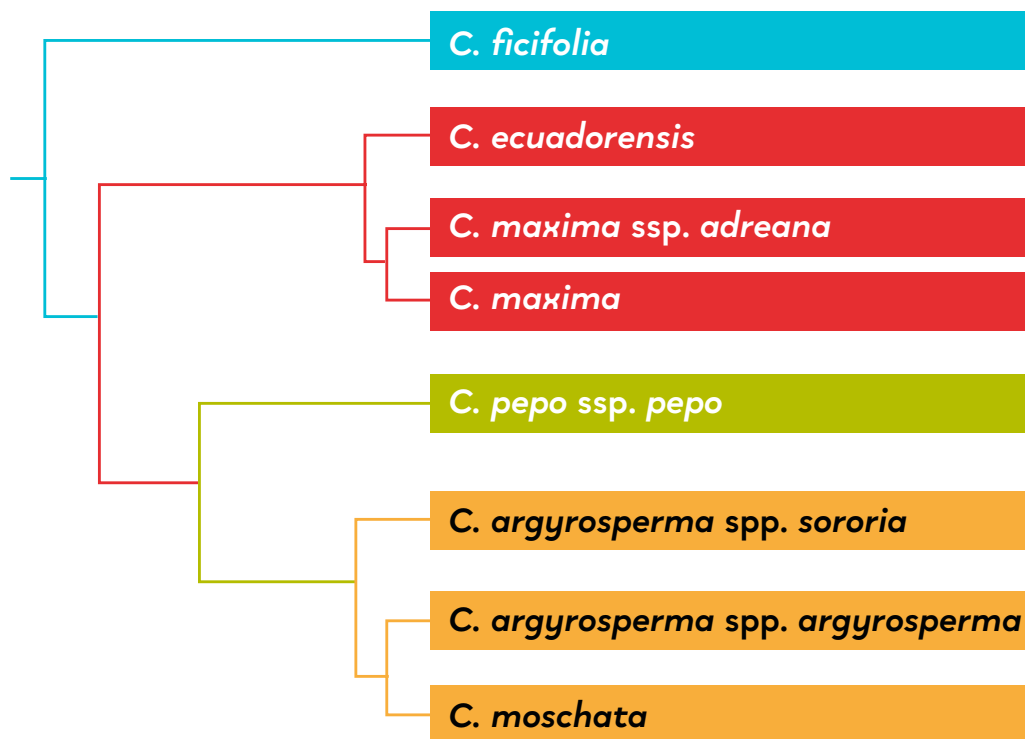 C. ficifolia
C. ecuadorensis
C. maxima ssp. adreana
C. maxima
C. pepo ssp. pepo
C. argyrosperma spp. sororia
C. argyrosperma spp. argyrosperma
C. moschata